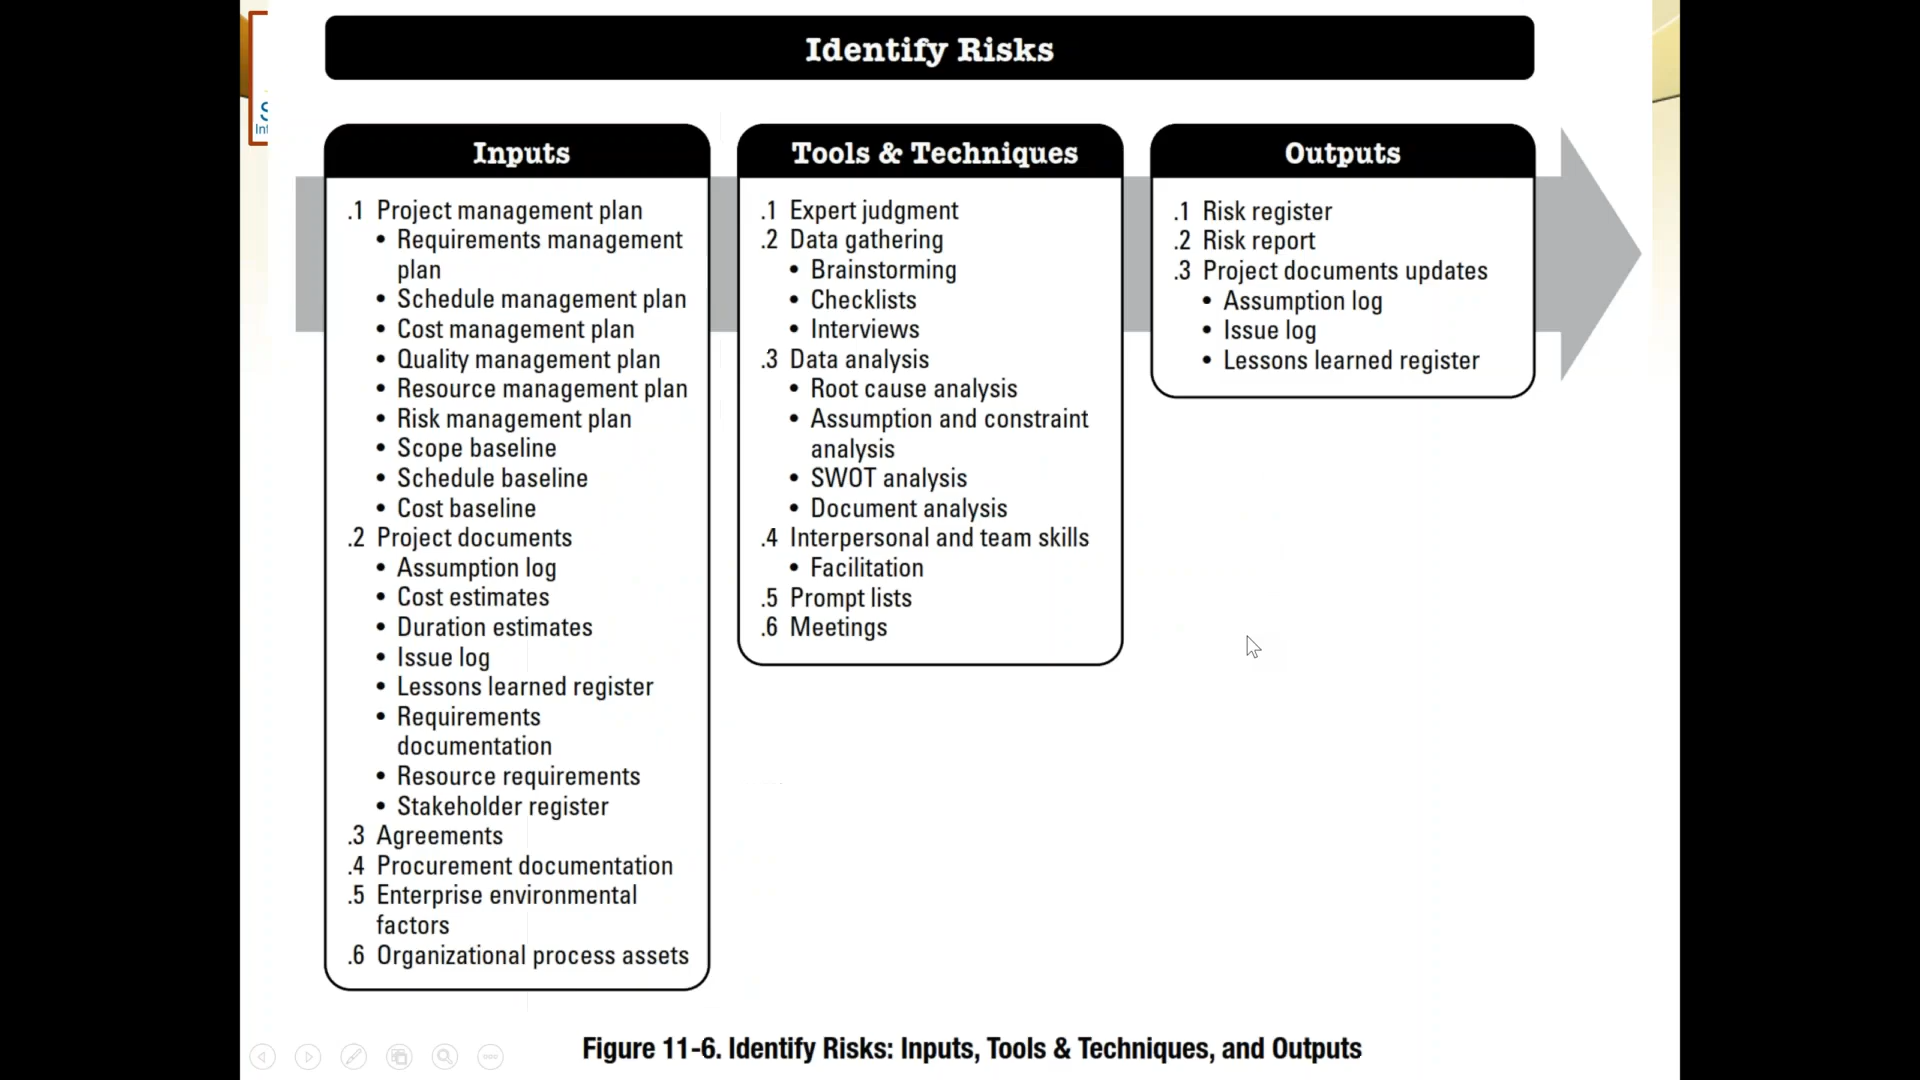 Identify Risks
Inputs
.1 Project management plan
• Requirements management
plan
• Schedule management plan
• Cost management plan
• Quality management plan
• Resource management plan
• Risk management plan
• Scope baseline
• Schedule baseline
• Cost baseline
.2 Project documents
• Assumption log
• Cost estimates
• Duration estimates
• Issue log
• Lessons learned register
• Requirements
documentation
• Resource requirements
• Stakeholder register
.3 Agreements
.4 Procurement documentation
.5 Enterprise environmental
factors
.6 Organizational process assets
Tools & Techniques
.1 Expert judgment
.2 Data gathering
• Brainstorming
• Checklists
• Interviews
.3 Data analysis
• Root cause analysis
• Assumption and constraint
analysis
• SWOT analysis
• Document analysis
.4 Interpersonal and team skills
• Facilitation
.5 Prompt lists
.6 Meetings
Outputs
.1 Risk register
.2 Risk report
.3 Project documents updates
• Assumption log
• Issue log
• Lessons learned register
Figure 11-6. Identify Risks: Inputs, Tools & Techniques, and Outputs